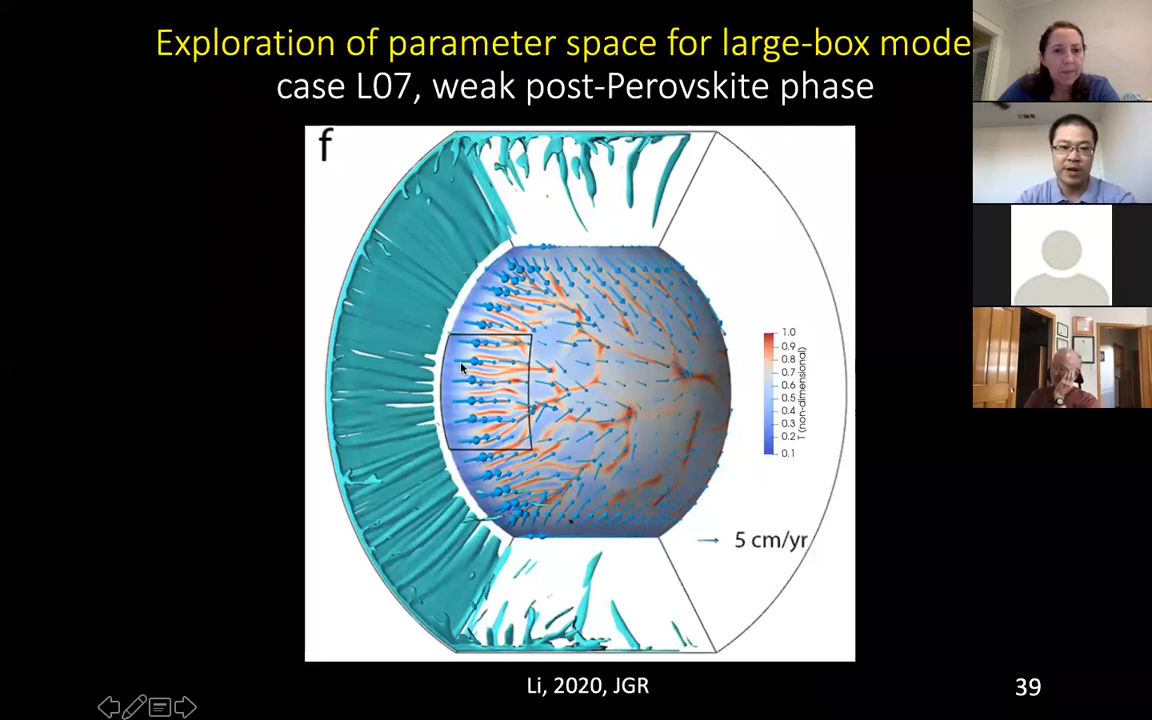 Exploration of parameter space for large-box mode
case L07, weak post-Perovskite phase
f
1.0
0.9
0.8
0.7
0.6
0.5
0.4
0.3
0.2
0.1
T (non-dimensional)
5 cm/yr
Li, 2020, JGR
39